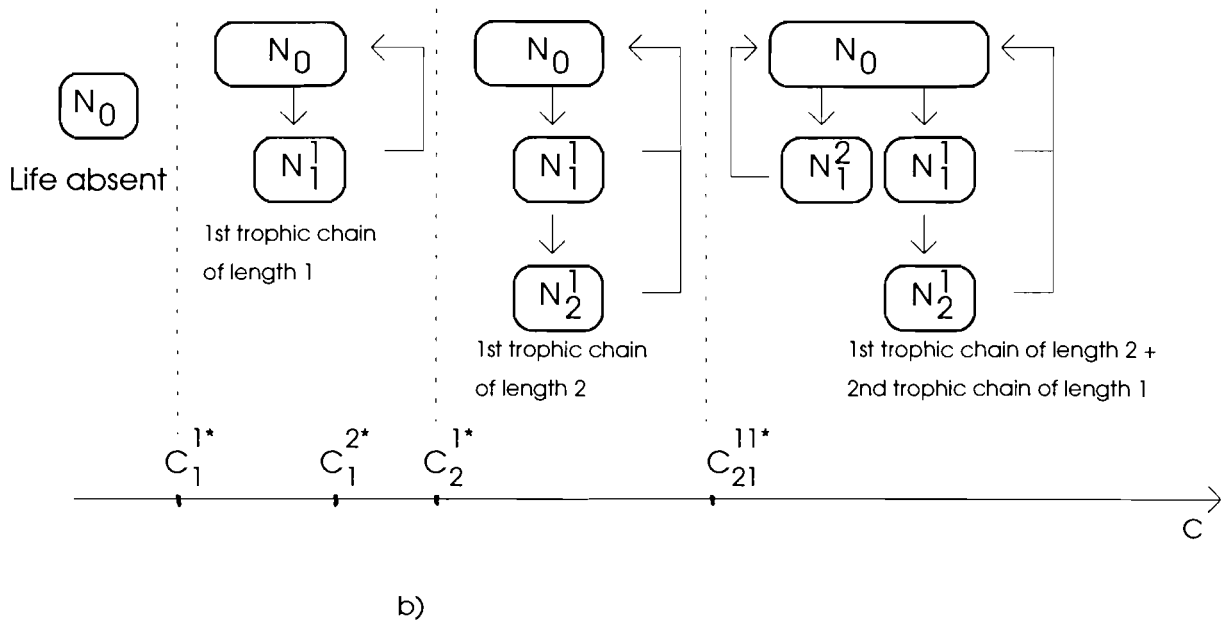 N₀
Life absent
N₀
N₁¹
1st trophic chain
of length 1
N₀
N₁¹
N₂¹
1st trophic chain
of length 2
N₀
N₁² N₁¹
N₂¹
1st trophic chain of length 2 +
2nd trophic chain of length 1
C₁¹* C₁²* C₂¹* C₂₁¹¹*
C
b)